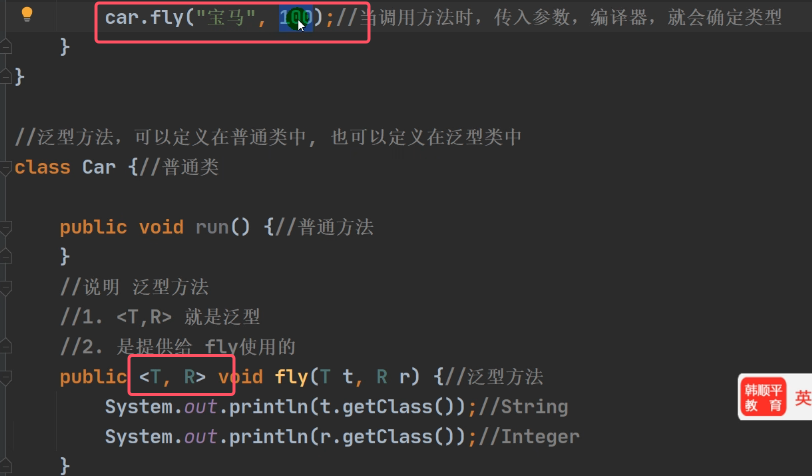 car.fly("宝马", 100);//当调用方法时，传入参数，编译器，就会确定类型
}
}
//泛型方法，可以定义在普通类中, 也可以定义在泛型类中
class Car {//普通类
public void run() {//普通方法
}
//说明 泛型方法
//1. <T,R> 就是泛型
//2. 是提供给 fly使用的
public <T, R> void fly(T t, R r) {//泛型方法
System.out.println(t.getClass());//String
System.out.println(r.getClass());//Integer
}
韩顺平
教育
英